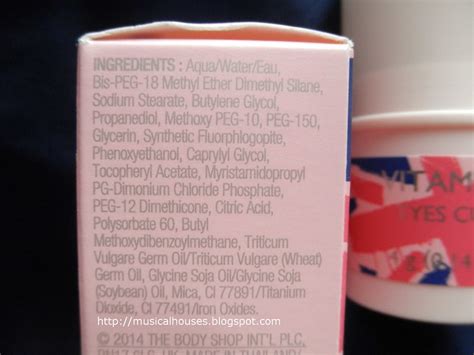 INGREDIENTS : Aqua/Water/Eau,
Bis-PEG-18 Methyl Ether Dimethyl Silane,
Sodium Stearate, Butylene Glycol,
Propanediol, Methoxy PEG-10, PEG-150,
Glycerin, Synthetic Fluorphlogopite,
Phenoxyethanol, Caprylyl Glycol,
Tocopheryl Acetate, Myristamidopropyl
PG-Dimonium Chloride Phosphate,
PEG-12 Dimethicone, Citric Acid,
Polysorbate 60, Butyl
Methoxydibenzoylmethane, Triticum
Vulgare Germ Oil/Triticum Vulgare (Wheat)
Germ Oil, Glycine Soja Oil/Glycine Soja
(Soybean) Oil, Mica, CI 77891/Titanium
Dioxide, CI 77491/Iron Oxides.
http://musicalhouses.blogspot.com
© 2014 THE BODY SHOP INT'L PLC,
MADE IN THAILAND
VITAM
EYES C